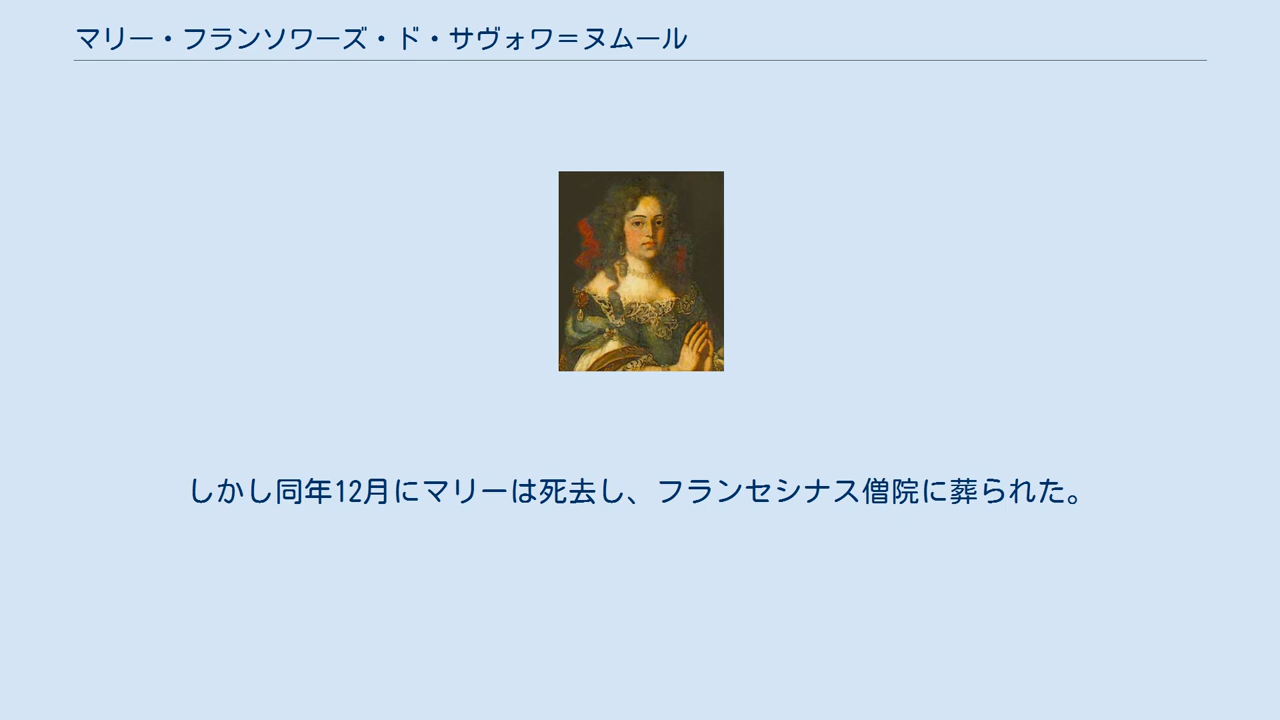 マリー・フランソワーズ・ド・サヴォワ＝ヌムール
しかし同年12月にマリーは死去し、フランセシナス僧院に葬られた。